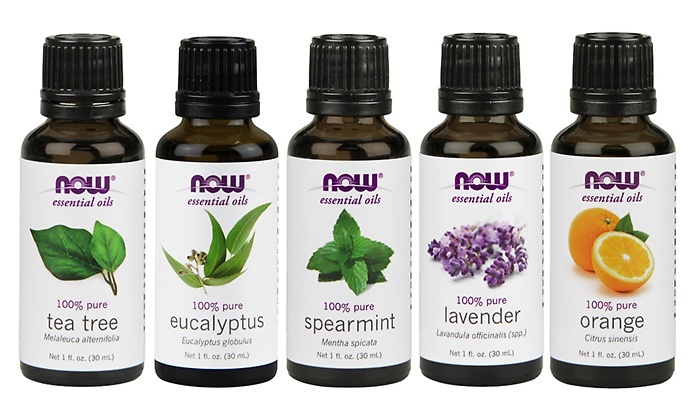 NOW®
essential oils
100% pure
tea tree
Melaleuca alternifolia
Net 1 fl. oz. (30 mL)
NOW®
essential oils
100% pure
eucalyptus
Eucalyptus globulus
Net 1 fl. oz. (30 mL)
NOW®
essential oils
100% pure
spearmint
Mentha spicata
Net 1 fl. oz. (30 mL)
NOW®
essential oils
100% pure
lavender
Lavandula officinalis (spp.)
Net 1 fl. oz. (30 mL)
NOW®
essential oils
100% pure
orange
Citrus sinensis
Net 1 fl. oz. (30 mL)